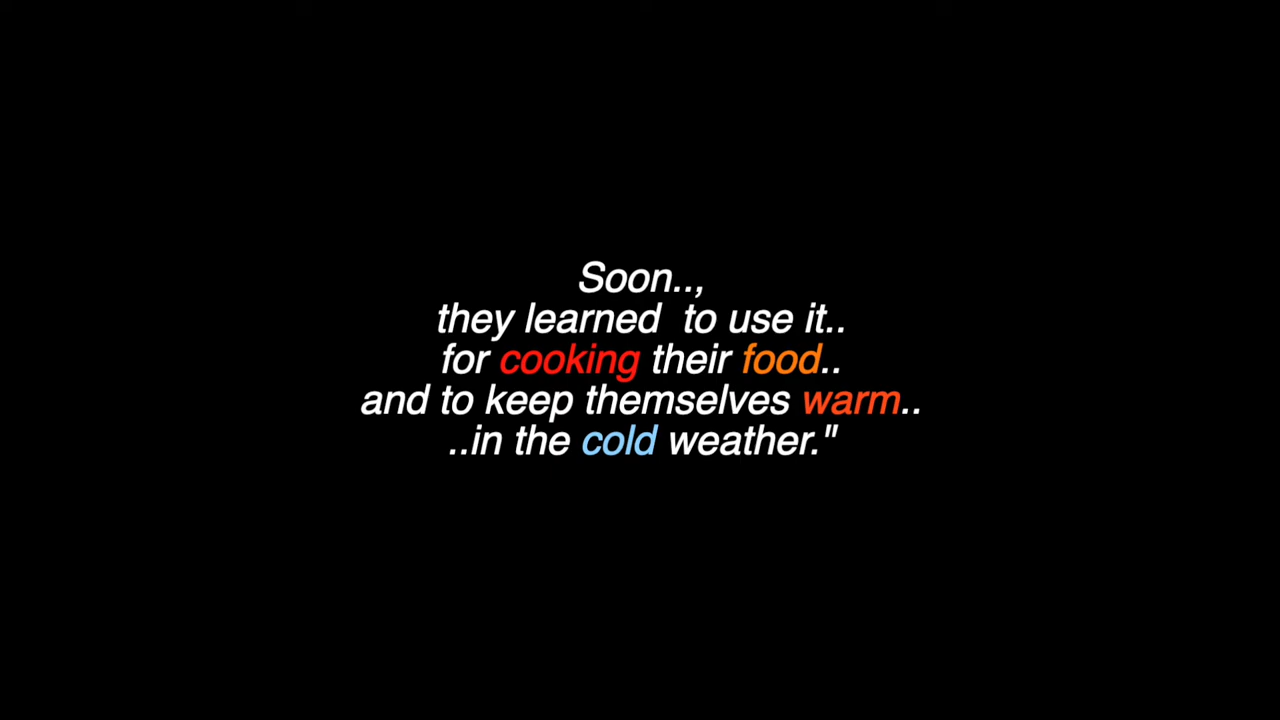 Soon..,
they learned  to use it..
for cooking their food..
and to keep themselves warm..
..in the cold weather."